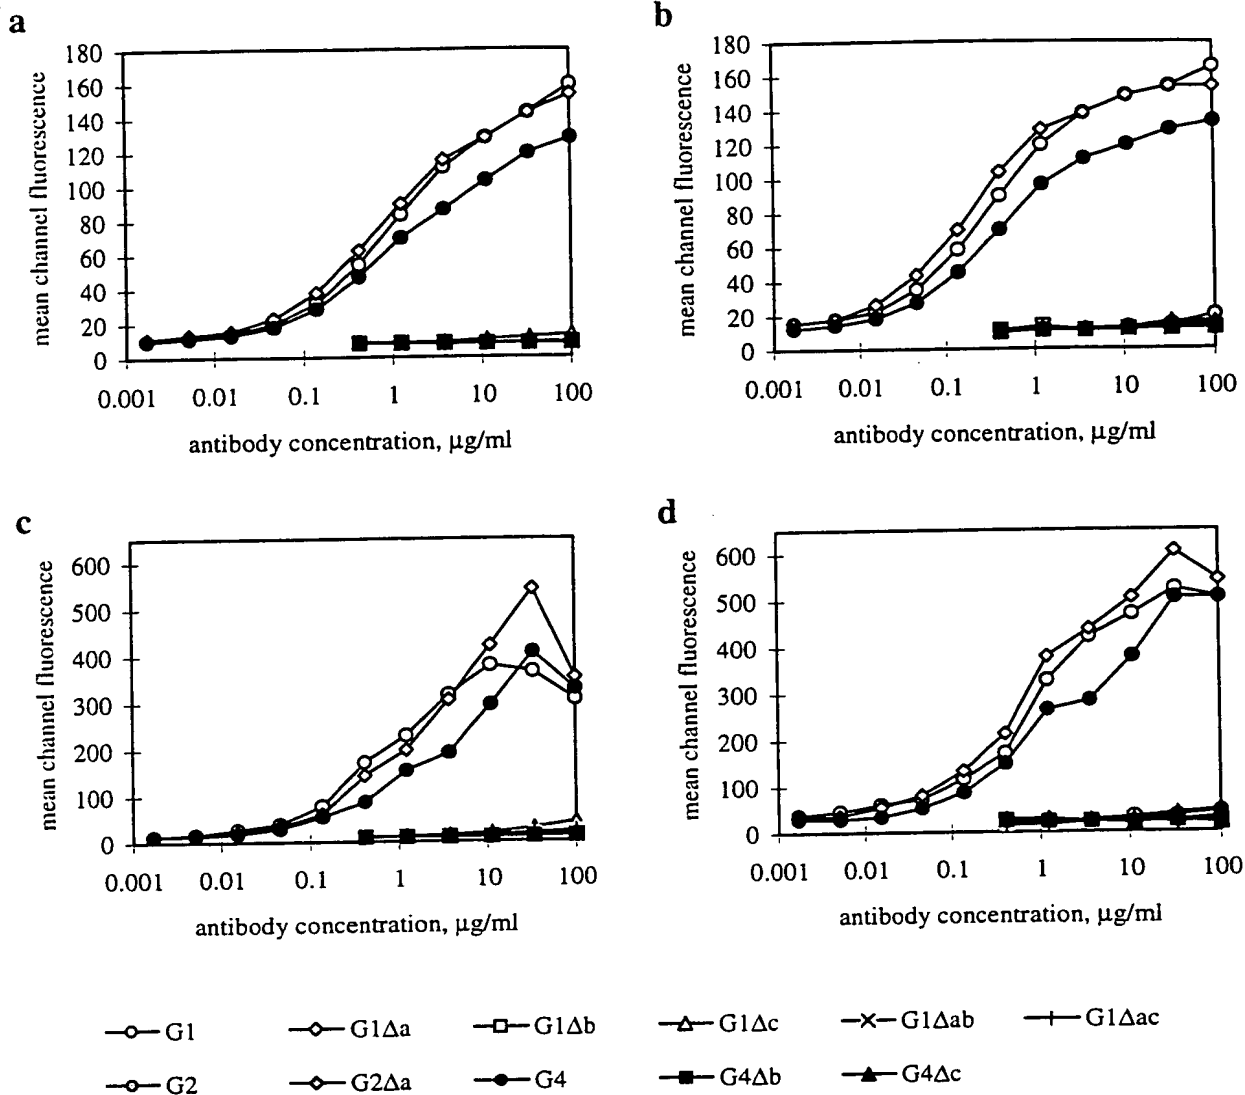 a
180
160
140
120
100
80
60
40
20
0
mean channel fluorescence
0.001 0.01 0.1 1 10 100
antibody concentration, μg/ml
b
180
160
140
120
100
80
60
40
20
0
mean channel fluorescence
0.001 0.01 0.1 1 10 100
antibody concentration, μg/ml
c
600
500
400
300
200
100
0
mean channel fluorescence
0.001 0.01 0.1 1 10 100
antibody concentration, μg/ml
d
600
500
400
300
200
100
0
mean channel fluorescence
0.001 0.01 0.1 1 10 100
antibody concentration, μg/ml
G1 G1Δa G1Δb G1Δc G1Δab G1Δac
G2 G2Δa G4 G4Δb G4Δc